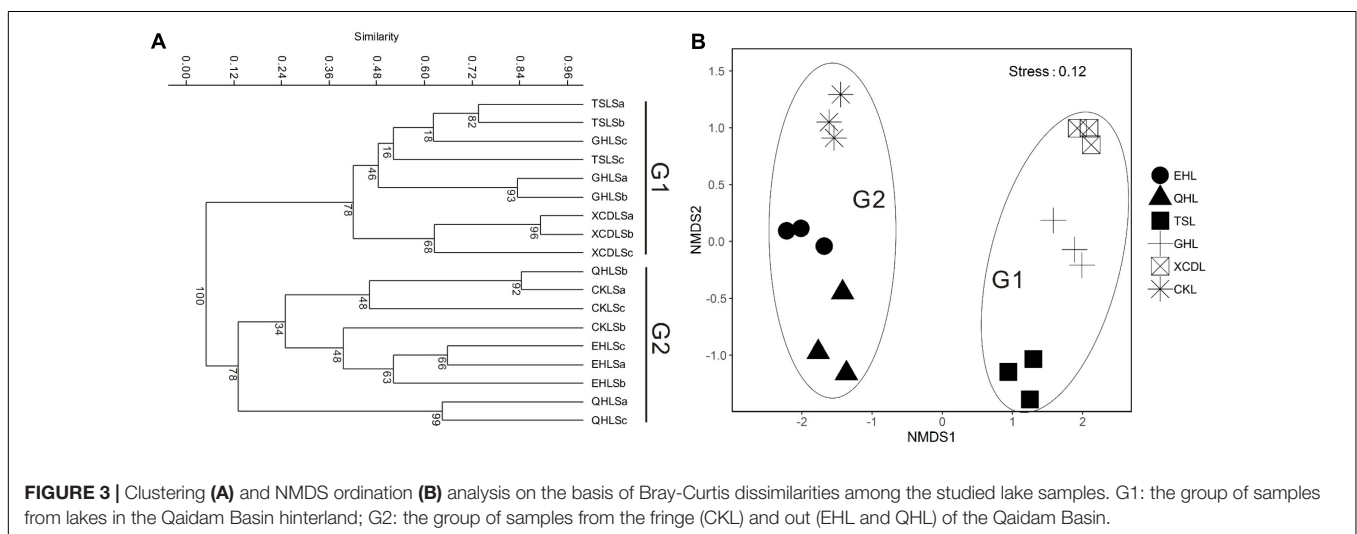 A
Similarity
0.00 0.12 0.24 0.36 0.48 0.60 0.72 0.84 0.96
TSLSa
82
TSLSb
18
GHLSc
16
TSLSc
46
GHLSa
93
GHLSb
78
XCDLSa
96
XCDLSb
68
XCDLSc
G1
100
QHLSb
92
CKLSa
48
CKLSc
34
CKLSb
48
EHLSc
66
EHLSa
63
EHLSb
78
QHLSa
99
QHLSc
G2
B
Stress : 0.12
1.5
1.0
0.5
0.0
-0.5
-1.0
NMDS2
G2
G1
-2 -1 0 1 2
NMDS1
EHL
QHL
TSL
GHL
XCDL
CKL
FIGURE 3 | Clustering (A) and NMDS ordination (B) analysis on the basis of Bray-Curtis dissimilarities among the studied lake samples. G1: the group of samples
from lakes in the Qaidam Basin hinterland; G2: the group of samples from the fringe (CKL) and out (EHL and QHL) of the Qaidam Basin.